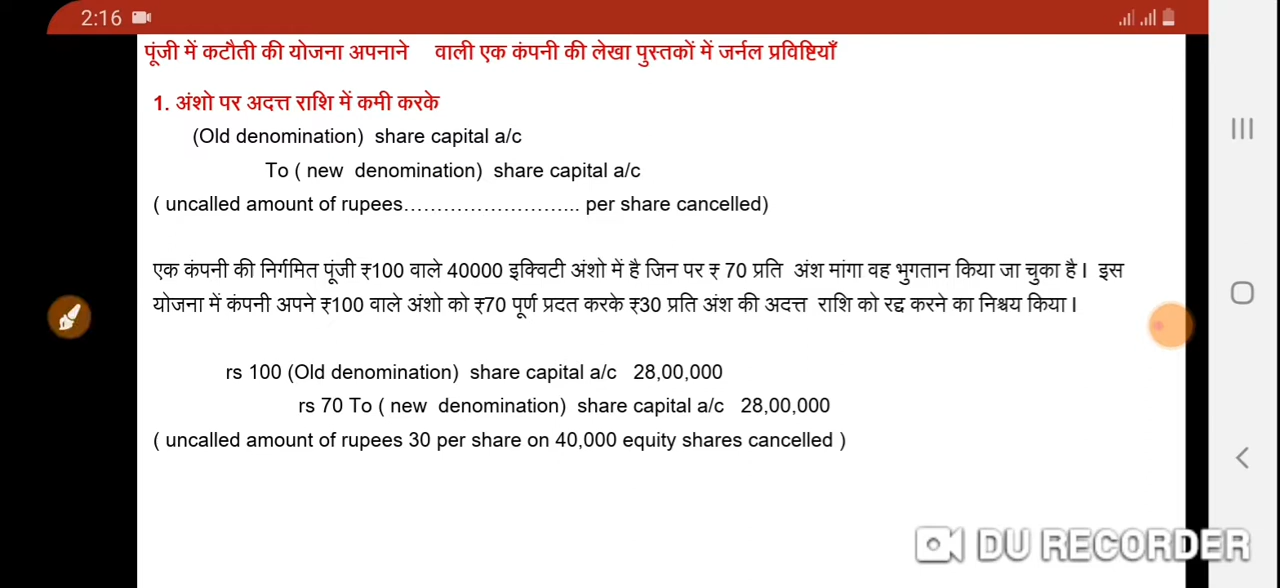 2:16
पूंजी में कटौती की योजना अपनाने वाली एक कंपनी की लेखा पुस्तकों में जर्नल प्रविष्टियाँ
1. अंशो पर अदत्त राशि में कमी करके
(Old denomination) share capital a/c
To ( new denomination) share capital a/c
( uncalled amount of rupees……………………... per share cancelled)
एक कंपनी की निर्गमित पूंजी ₹100 वाले 40000 इक्विटी अंशो में है जिन पर ₹ 70 प्रति अंश मांगा वह भुगतान किया जा चुका है I इस
योजना में कंपनी अपने ₹100 वाले अंशो को ₹70 पूर्ण प्रदत करके ₹30 प्रति अंश की अदत्त राशि को रद्द करने का निश्चय किया I
rs 100 (Old denomination) share capital a/c 28,00,000
rs 70 To ( new denomination) share capital a/c 28,00,000
( uncalled amount of rupees 30 per share on 40,000 equity shares cancelled )
DU RECORDER